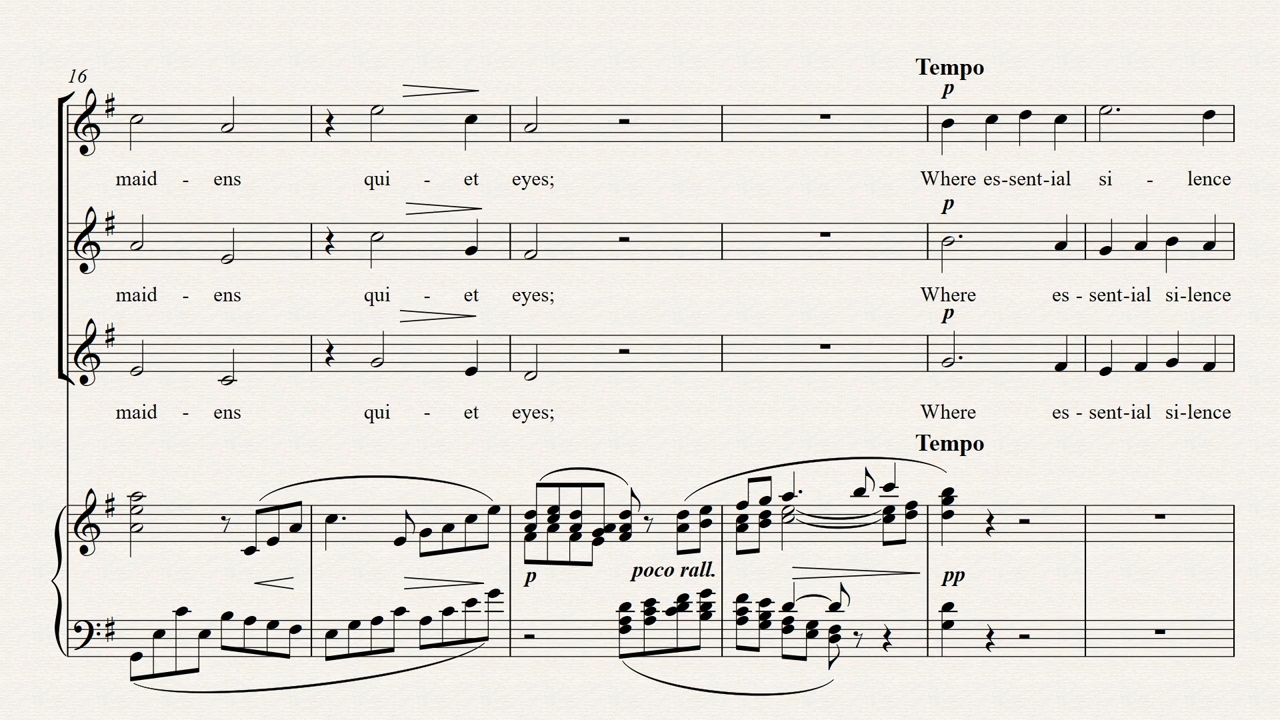 Tempo
16
p
maid - ens qui - et eyes; Where es-sent-ial si - lence
p
maid - ens qui - et eyes; Where es - sent-ial si-lence
p
maid - ens qui - et eyes; Where es - sent-ial si-lence
Tempo
p poco rall. pp